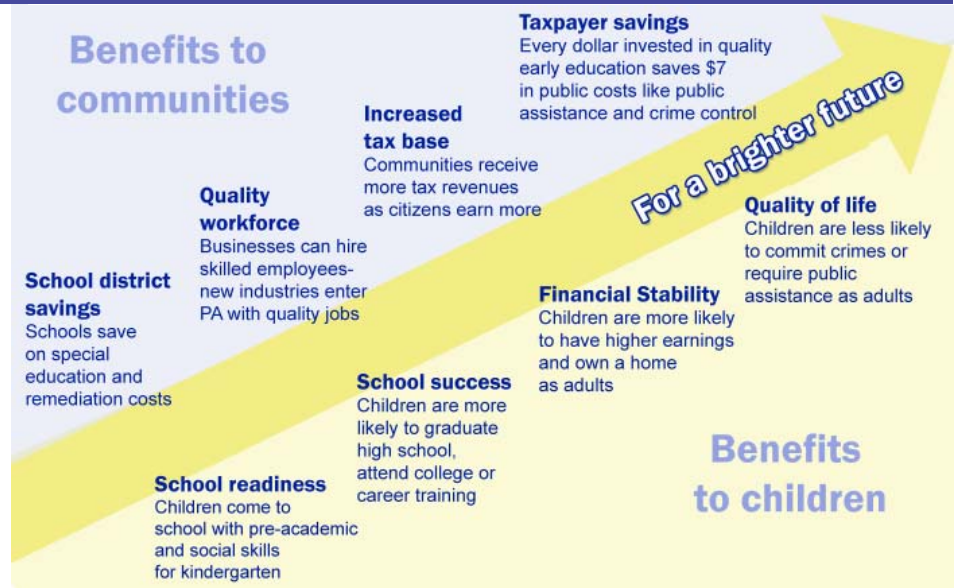 Benefits to
communities
School district
savings
Schools save
on special
education and
remediation costs
Quality
workforce
Businesses can hire
skilled employees-
new industries enter
PA with quality jobs
Increased
tax base
Communities receive
more tax revenues
as citizens earn more
Taxpayer savings
Every dollar invested in quality
early education saves $7
in public costs like public
assistance and crime control
For a brighter future
School readiness
Children come to
school with pre-academic
and social skills
for kindergarten
School success
Children are more
likely to graduate
high school,
attend college or
career training
Financial Stability
Children are more likely
to have higher earnings
and own a home
as adults
Quality of life
Children are less likely
to commit crimes or
require public
assistance as adults
Benefits
to children